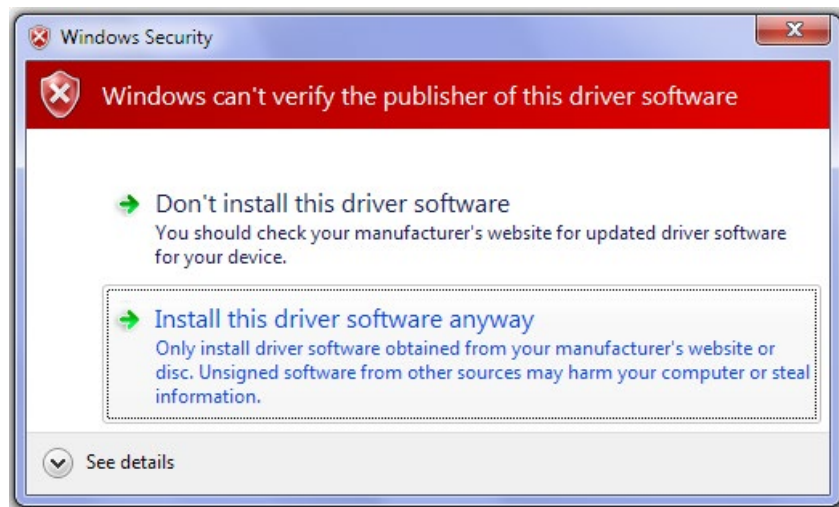 Windows Security
Windows can't verify the publisher of this driver software
Don't install this driver software
You should check your manufacturer's website for updated driver software
for your device.
Install this driver software anyway
Only install driver software obtained from your manufacturer's website or
disc. Unsigned software from other sources may harm your computer or steal
information.
See details